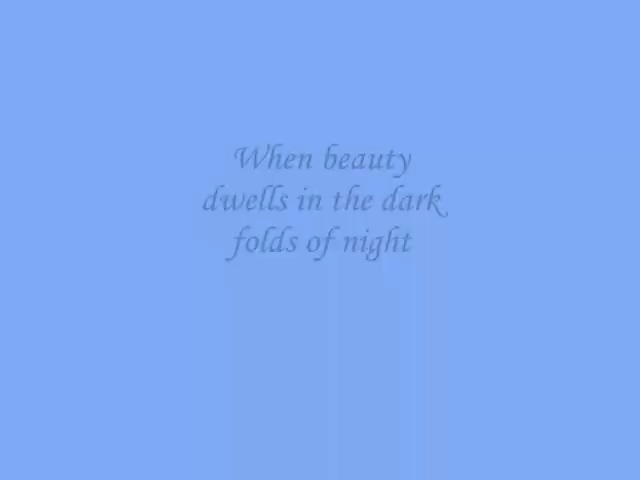 When beauty
dwells in the dark
folds of night